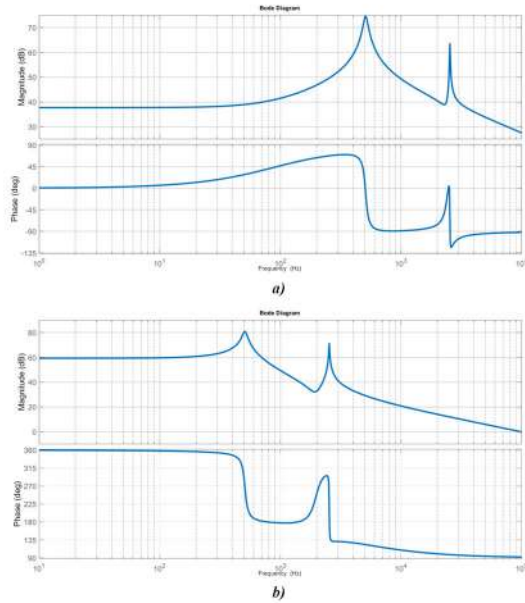 Bode Diagram
Magnitude (dB)
70
60
50
40
30
Phase (deg)
90
45
0
-45
-90
-135
10⁰ 10¹ 10² 10³ 10⁴
Frequency (Hz)
a)
Bode Diagram
Magnitude (dB)
80
60
40
20
0
Phase (deg)
360
315
270
225
180
135
90
10¹ 10² 10³ 10⁴ 10⁵
Frequency (Hz)
b)